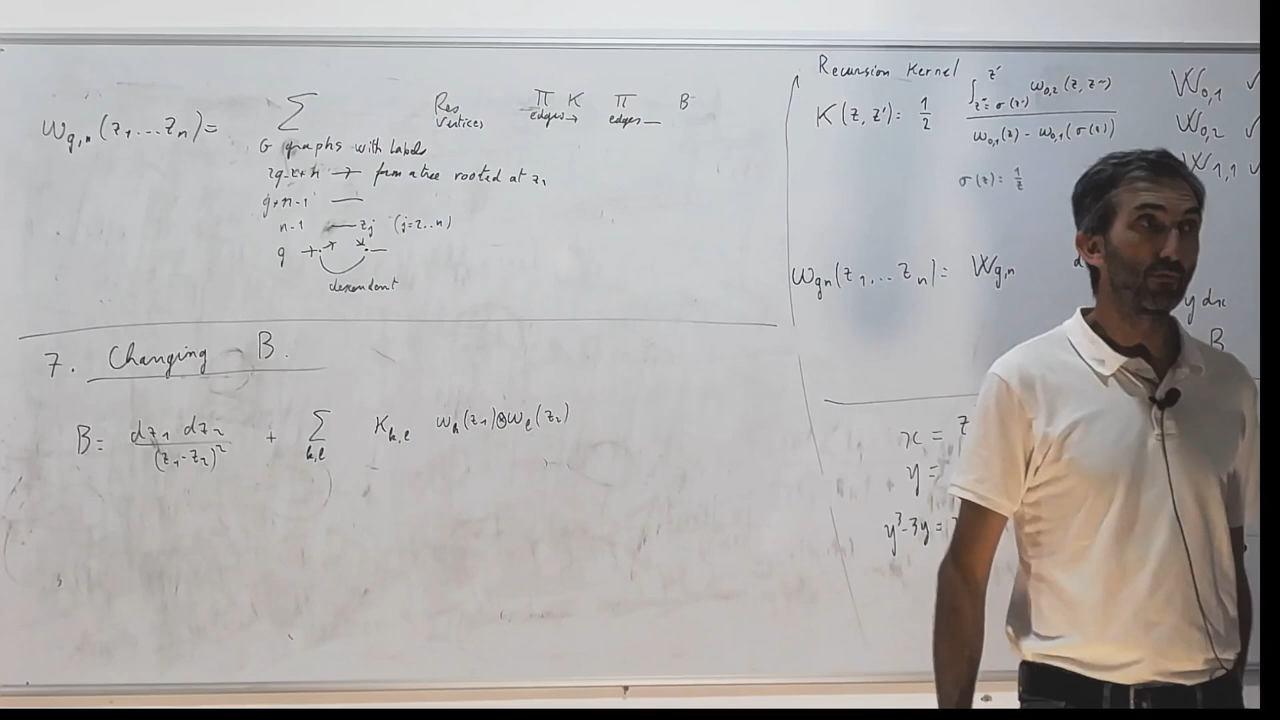 ω_{g,n}(z_1 ... z_n) = Σ Res Vertices Π K edges→ Π B edges—
G graphs with labels
2g-2+n → form a tree rooted at z_1
g+n-1 —
n-1 — z_j (j=2..n)
g
descendant
7. Changing B.
B = dz_1 dz_2 / (z_1-z_2)^2 + Σ_{k,l} K_{k,l} ω_k(z_1)⊗ω_l(z_2)
Recursion Kernel
K(z, z') = 1/2 ∫_{z''=σ(z')}^{z'} ω_{0,2}(z, z'') / ω_{0,1}(z) - ω_{0,1}(σ(z))
σ(z) = 1/z
ω_{gn}(z_1, ... z_n) = W_{g,n} d
y dx
B
x = z
y =
y^3-3y =
W_{0,1} ✓
W_{0,2} ✓
W_{1,1} ✓